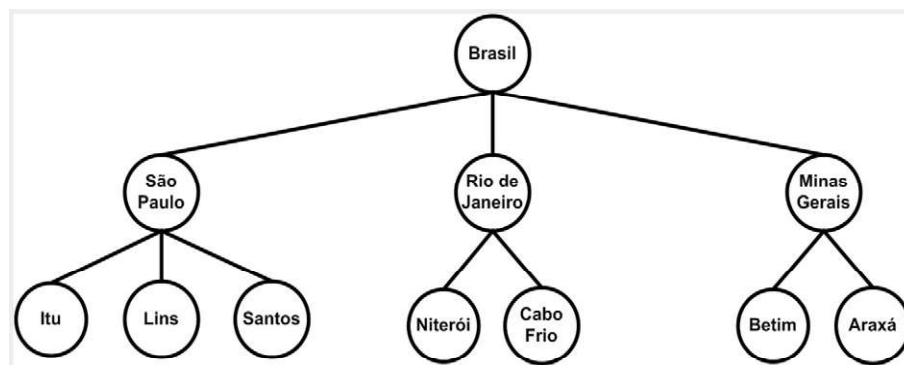 Brasil
São
Paulo
Rio de
Janeiro
Minas
Gerais
Itu
Lins
Santos
Niterói
Cabo
Frio
Betim
Araxá